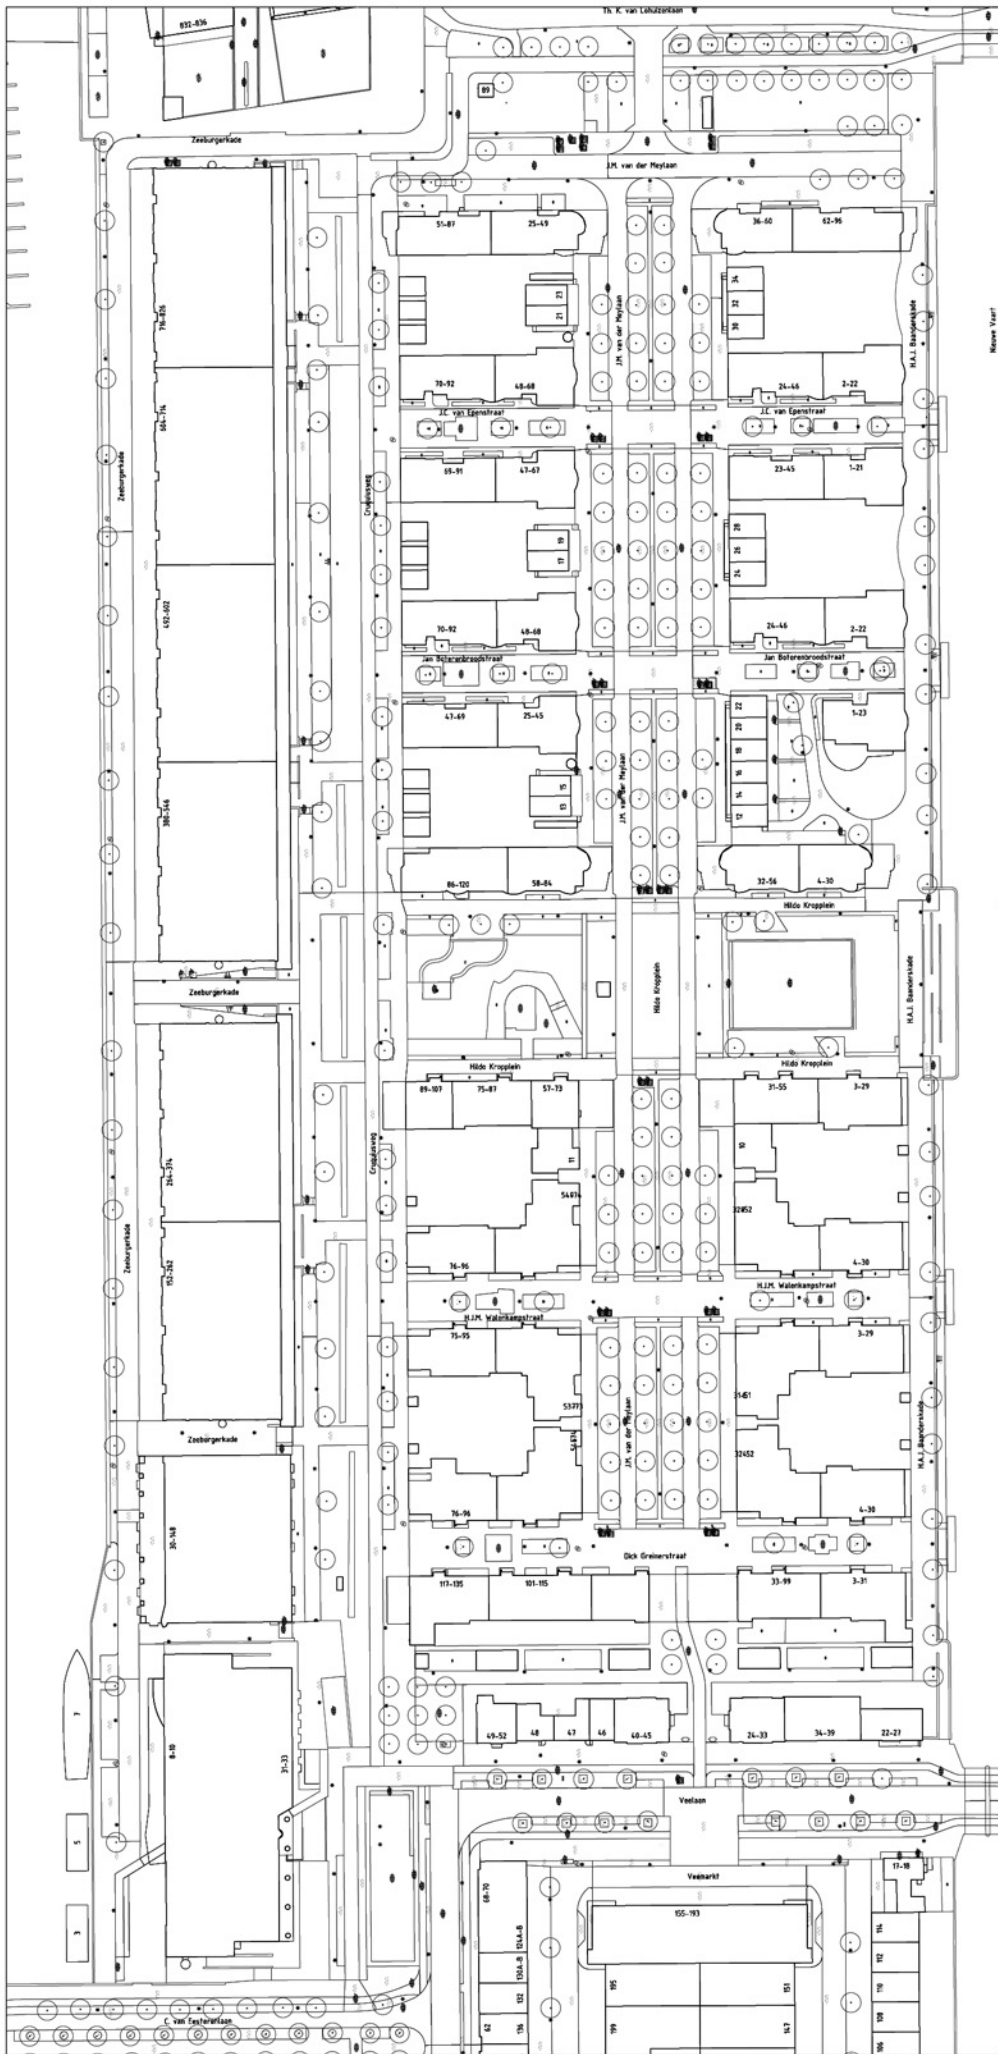 832-836
Th. K. van Lohuizenlaan
89
Zeeburgerkade
J.M. van der Meylaan
51-87
25-49
36-60
62-96
34
32
30
23
21
716-826
J.M. van der Meylaan
H.A.J. Baanderskade
Nieuwe Vaart
70-92
48-68
24-46
2-22
J.C. van Epenstraat
J.C. van Epenstraat
604-714
Zeeburgerkade
Cruquiusweg
69-91
47-67
23-45
1-21
28
26
24
19
17
492-602
70-92
48-68
24-46
2-22
Jan Boterenbroodstraat
Jan Boterenbroodstraat
47-69
25-45
22
20
18
16
14
12
1-23
15
13
J.M. van der Meylaan
380-546
86-120
58-84
32-56
4-30
Hildo Kropplein
Zeeburgerkade
Hildo Kropplein
H.A.J. Baanderskade
Hildo Kropplein
Hildo Kropplein
89-107
75-87
57-73
31-55
3-29
Cruquiusweg
11
10
264-374
76-96
4-30
H.J.M. Walenkampstraat
H.J.M. Walenkampstraat
Zeeburgerkade
152-262
75-95
3-29
J.M. van der Meylaan
H.A.J. Baanderskade
Zeeburgerkade
76-96
4-30
30-148
Dick Greinerstraat
117-135
101-115
33-99
3-31
7
8-10
31-33
49-52
48
47
46
40-45
24-33
34-39
22-27
Veelaan
5
3
Veemarkt
17-18
68-70
155-193
124A-B
130A-B
132
136
62
195
199
151
147
114
112
110
108
106
C. van Eesterenlaan